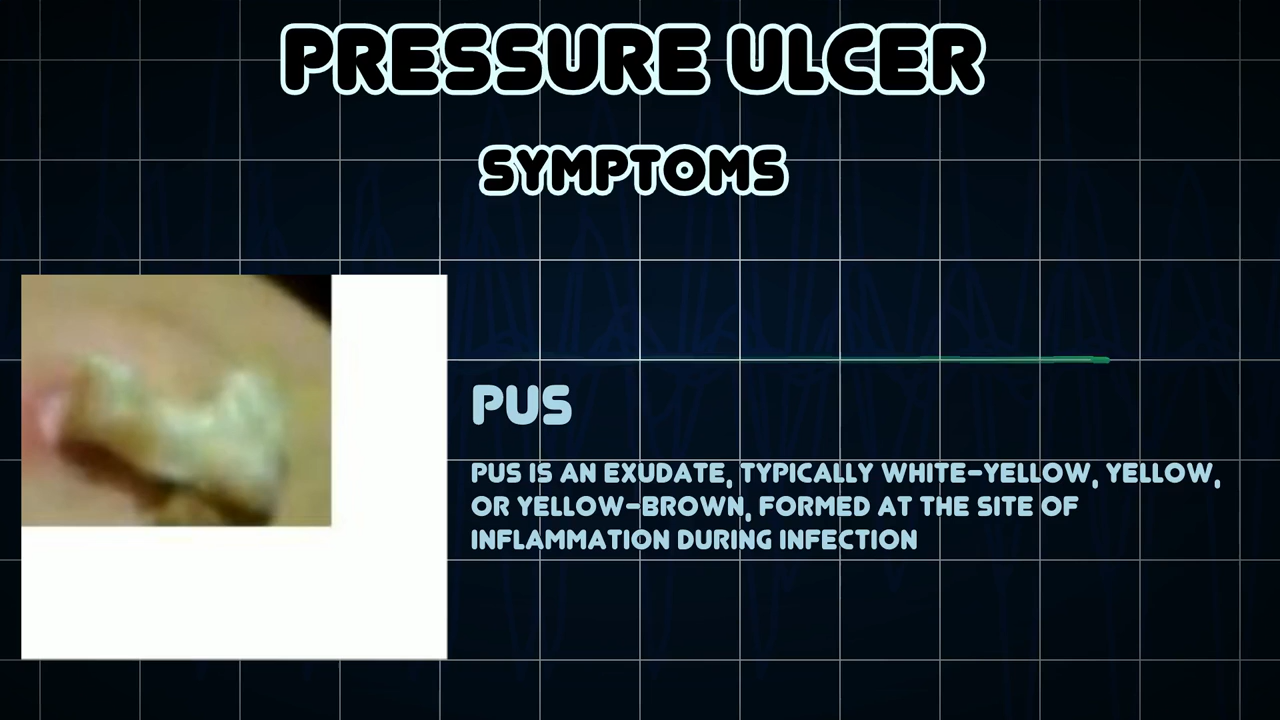 PRESSURE ULCER
SYMPTOMS
PUS
PUS IS AN EXUDATE, TYPICALLY WHITE-YELLOW, YELLOW,
OR YELLOW-BROWN, FORMED AT THE SITE OF
INFLAMMATION DURING INFECTION